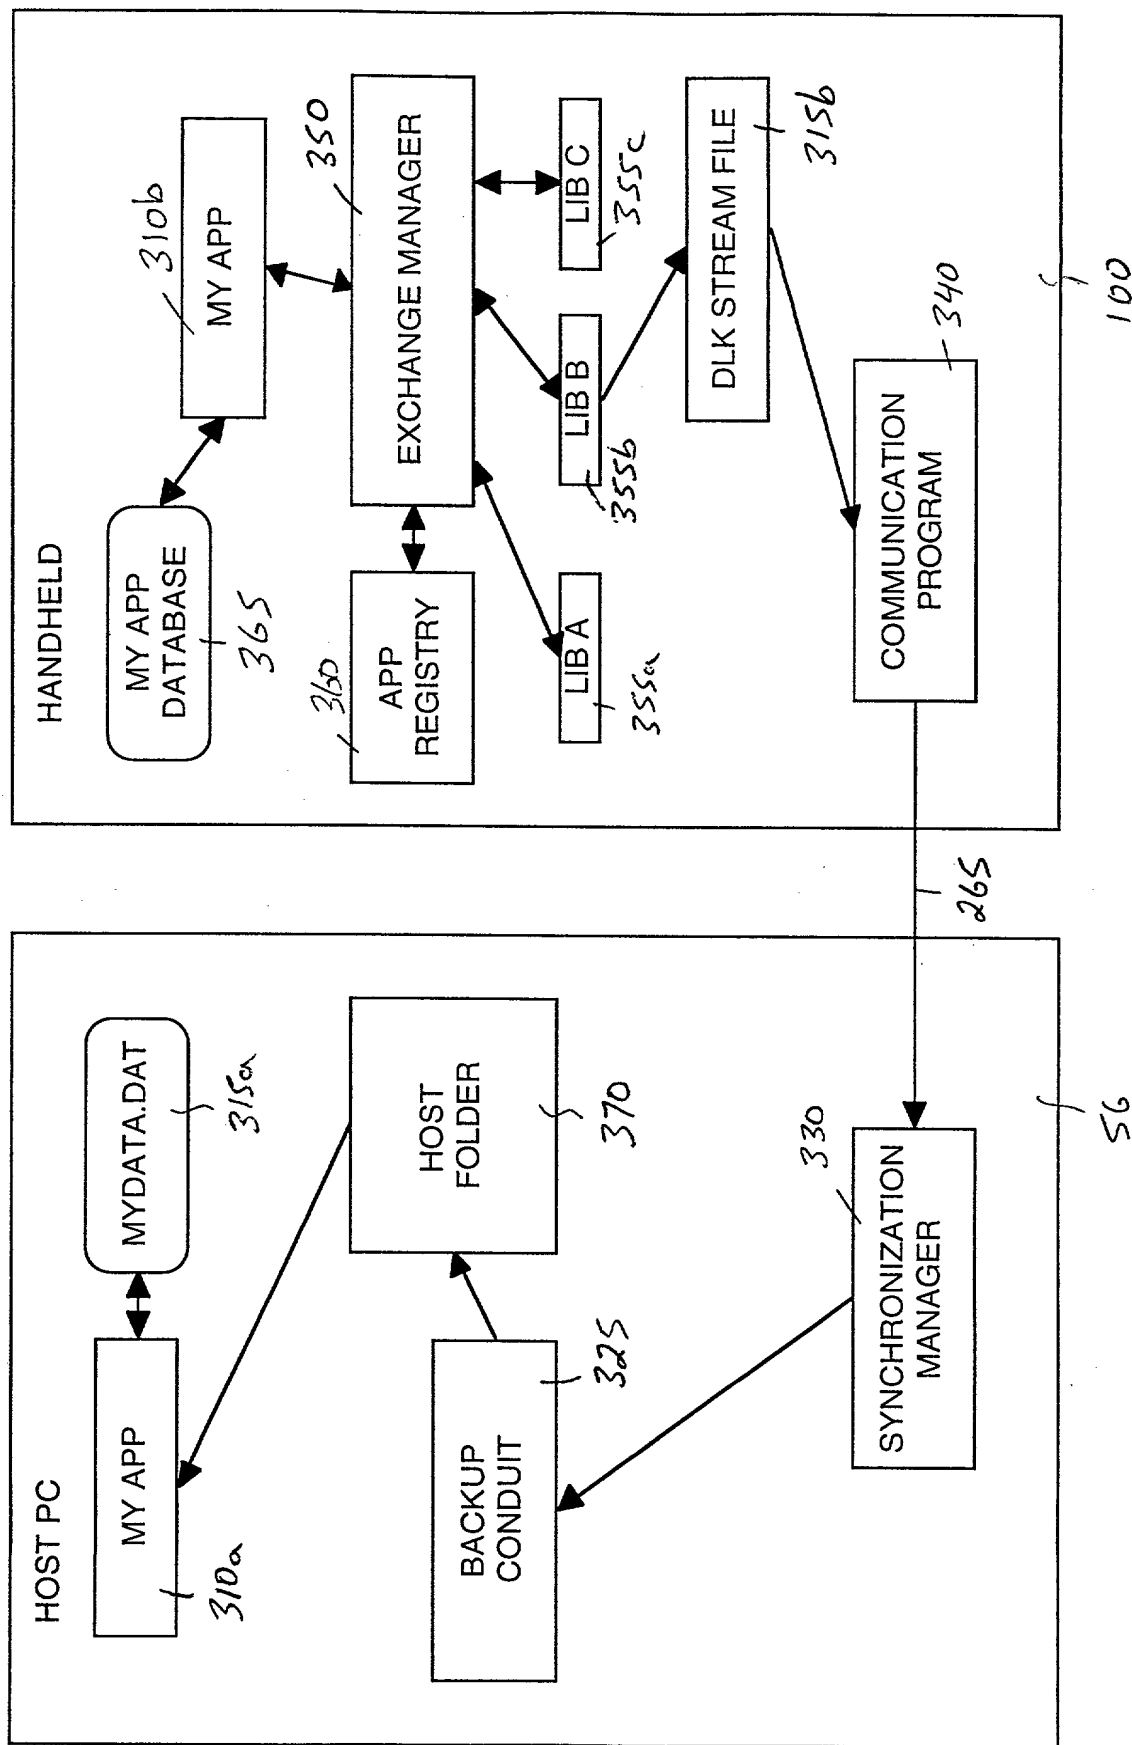 HOST PC
MY APP
310a
MYDATA.DAT
315a
BACKUP
CONDUIT
325
HOST
FOLDER
370
SYNCHRONIZATION
MANAGER
330
56
265
HANDHELD
MY APP
DATABASE
365
MY APP
310b
APP
REGISTRY
360
EXCHANGE MANAGER
350
LIB A
355a
LIB B
355b
LIB C
355c
DLK STREAM FILE
315b
COMMUNICATION
PROGRAM
340
100